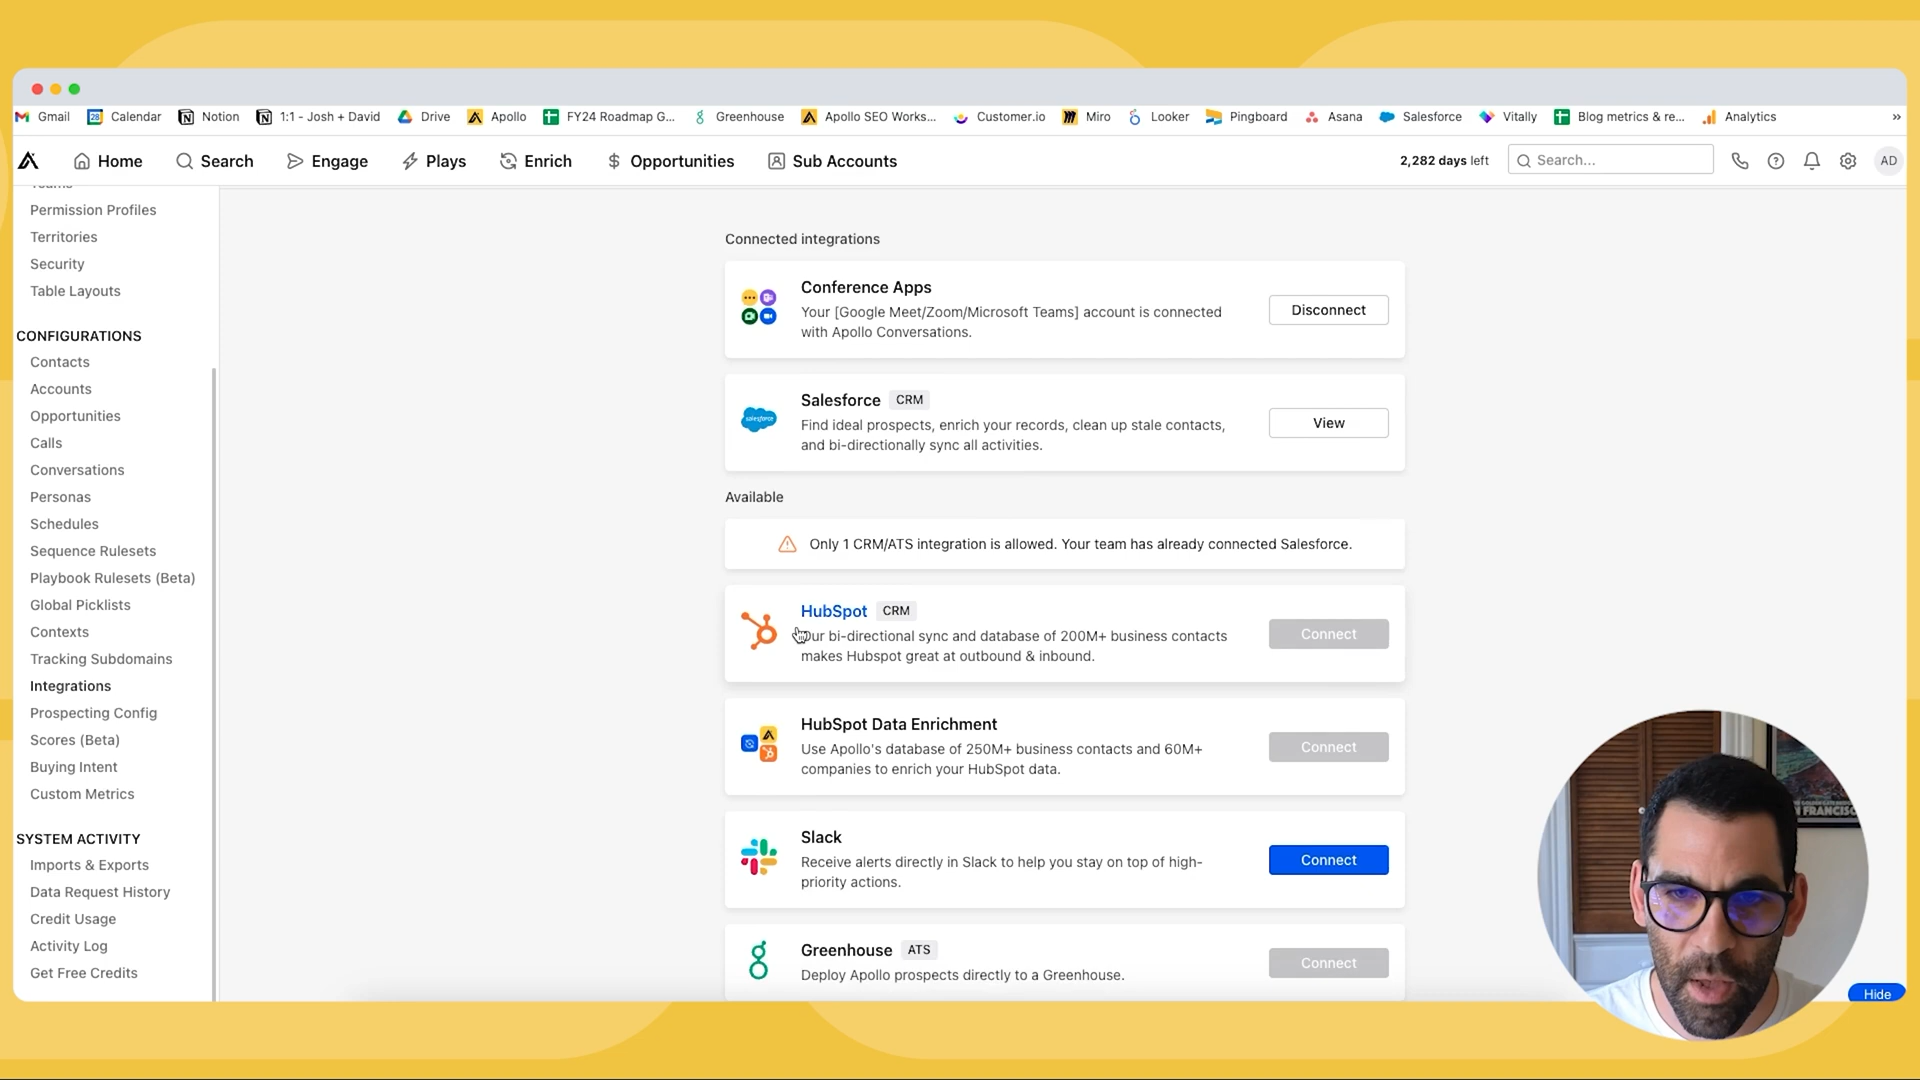 Gmail
Calendar
Notion
1:1 - Josh + David
Drive
Apollo
FY24 Roadmap G...
Greenhouse
Apollo SEO Works...
Customer.io
Miro
Looker
Pingboard
Asana
Salesforce
Vitally
Blog metrics & re...
Analytics
»
Home
Search
Engage
Plays
Enrich
Opportunities
Sub Accounts
2,282 days left
Search...
AD
Teams
Permission Profiles
Territories
Security
Table Layouts
CONFIGURATIONS
Contacts
Accounts
Opportunities
Calls
Conversations
Personas
Schedules
Sequence Rulesets
Playbook Rulesets (Beta)
Global Picklists
Contexts
Tracking Subdomains
Integrations
Prospecting Config
Scores (Beta)
Buying Intent
Custom Metrics
SYSTEM ACTIVITY
Imports & Exports
Data Request History
Credit Usage
Activity Log
Get Free Credits
Connected integrations
Conference Apps
Your [Google Meet/Zoom/Microsoft Teams] account is connected
with Apollo Conversations.
Disconnect
salesforce
Salesforce CRM
Find ideal prospects, enrich your records, clean up stale contacts,
and bi-directionally sync all activities.
View
Available
Only 1 CRM/ATS integration is allowed. Your team has already connected Salesforce.
HubSpot CRM
Our bi-directional sync and database of 200M+ business contacts
makes Hubspot great at outbound & inbound.
Connect
HubSpot Data Enrichment
Use Apollo's database of 250M+ business contacts and 60M+
companies to enrich your HubSpot data.
Connect
Slack
Receive alerts directly in Slack to help you stay on top of high-
priority actions.
Connect
Greenhouse ATS
Deploy Apollo prospects directly to a Greenhouse.
Connect
Hide